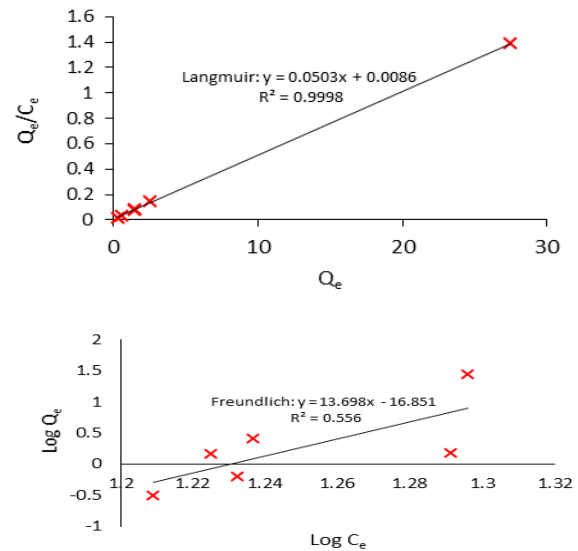 1.6
1.4
1.2
1
0.8
0.6
0.4
0.2
0
Qe/Ce
Langmuir: y = 0.0503x + 0.0086
R² = 0.9998
0 10 20 30
Qe
2
1.5
1
0.5
0
-0.5
-1
Log Qe
Freundlich: y = 13.698x - 16.851
R² = 0.556
1.2 1.22 1.24 1.26 1.28 1.3 1.32
Log Ce